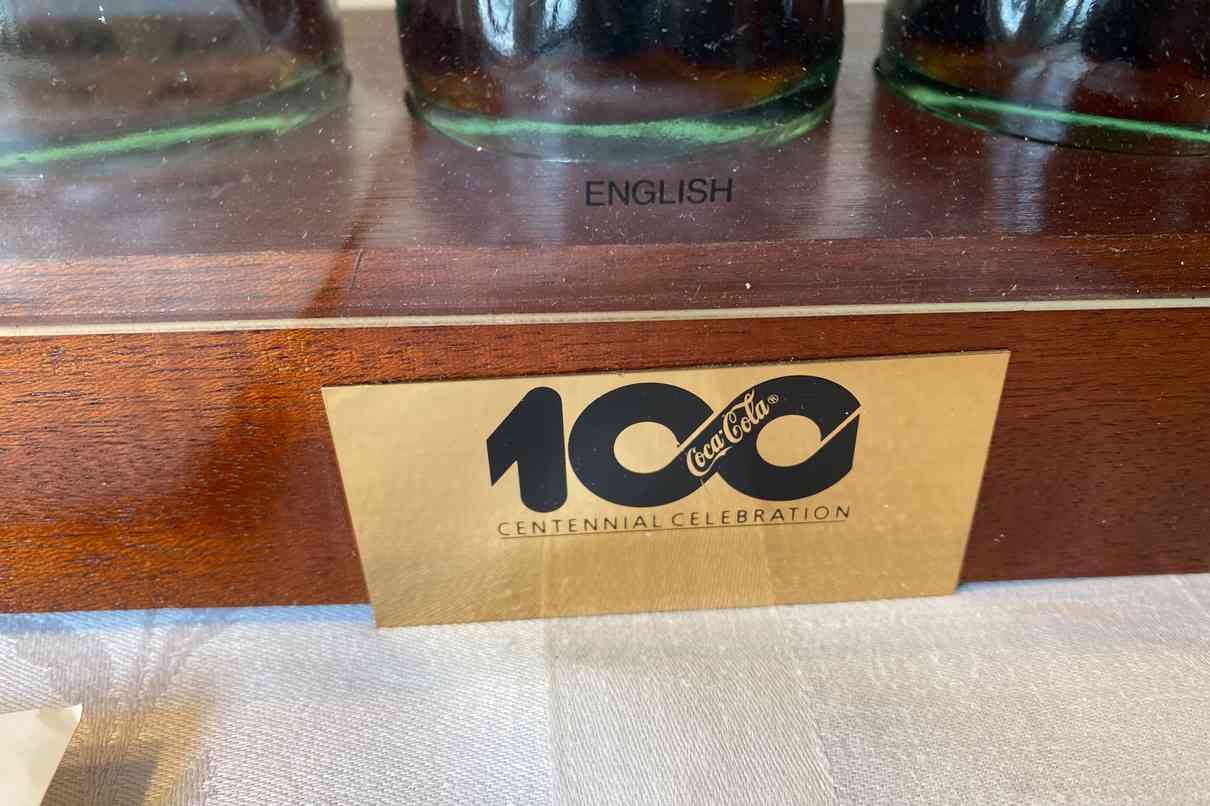 ENGLISH
100
Coca-Cola®
CENTENNIAL CELEBRATION